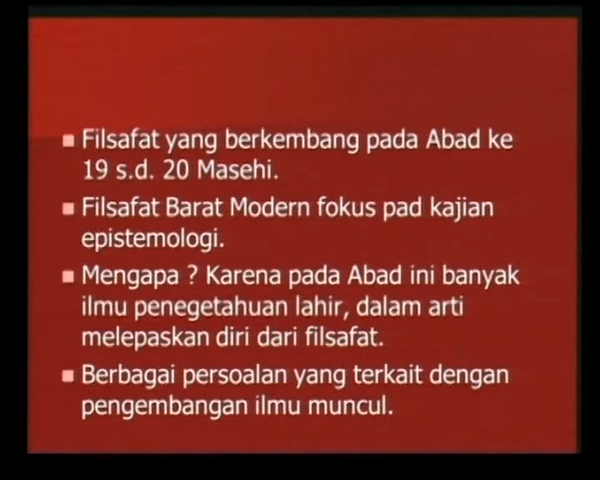 Filsafat yang berkembang pada Abad ke
19 s.d. 20 Masehi.
Filsafat Barat Modern fokus pad kajian
epistemologi.
Mengapa ? Karena pada Abad ini banyak
ilmu penegetahuan lahir, dalam arti
melepaskan diri dari filsafat.
Berbagai persoalan yang terkait dengan
pengembangan ilmu muncul.